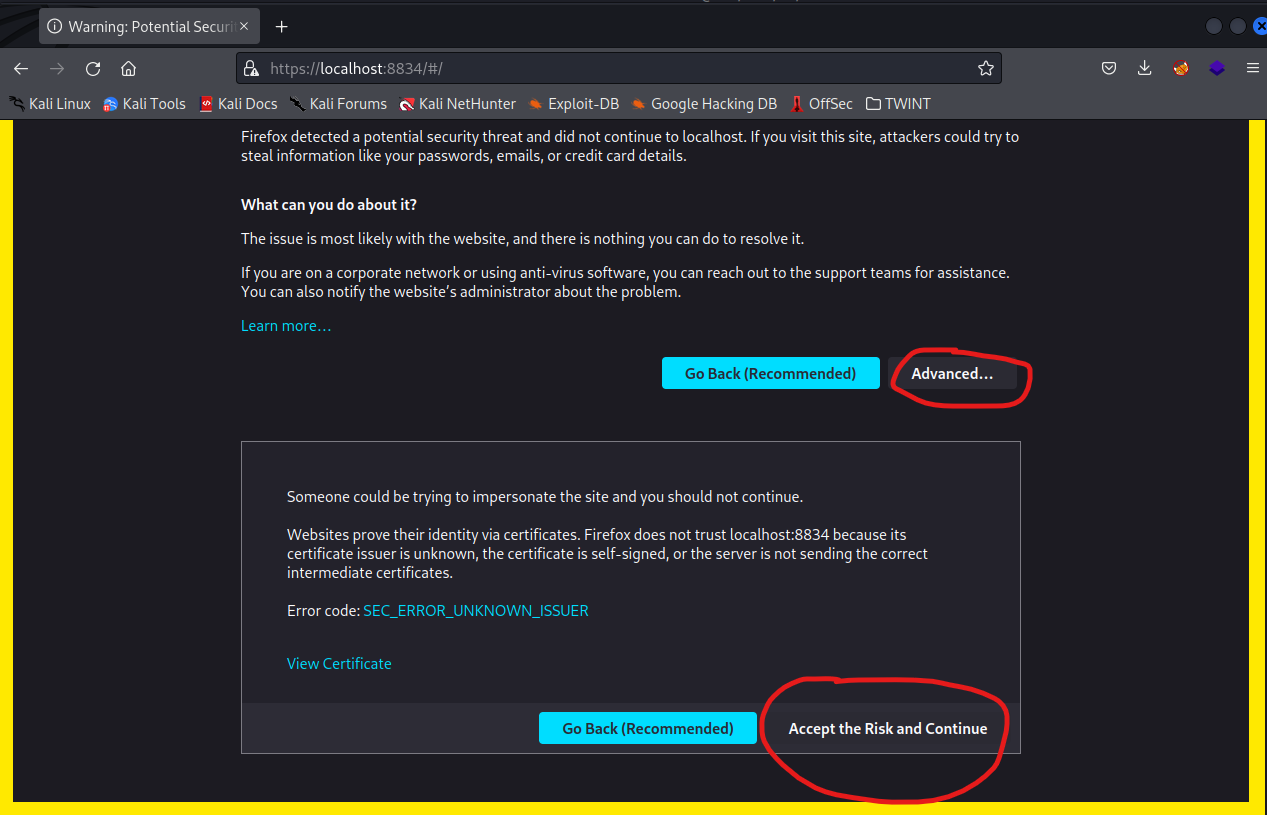 Warning: Potential Securi
https://localhost:8834/#/
Kali Linux Kali Tools Kali Docs Kali Forums Kali NetHunter Exploit-DB Google Hacking DB OffSec TWINT
Firefox detected a potential security threat and did not continue to localhost. If you visit this site, attackers could try to
steal information like your passwords, emails, or credit card details.
What can you do about it?
The issue is most likely with the website, and there is nothing you can do to resolve it.
If you are on a corporate network or using anti-virus software, you can reach out to the support teams for assistance.
You can also notify the website’s administrator about the problem.
Learn more…
Go Back (Recommended) Advanced…
Someone could be trying to impersonate the site and you should not continue.
Websites prove their identity via certificates. Firefox does not trust localhost:8834 because its
certificate issuer is unknown, the certificate is self-signed, or the server is not sending the correct
intermediate certificates.
Error code: SEC_ERROR_UNKNOWN_ISSUER
View Certificate
Go Back (Recommended) Accept the Risk and Continue